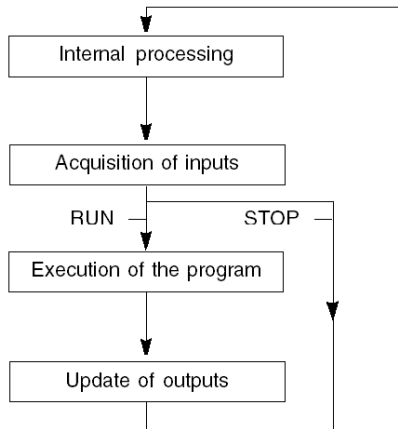 Internal processing
Acquisition of inputs
RUN STOP
Execution of the program
Update of outputs